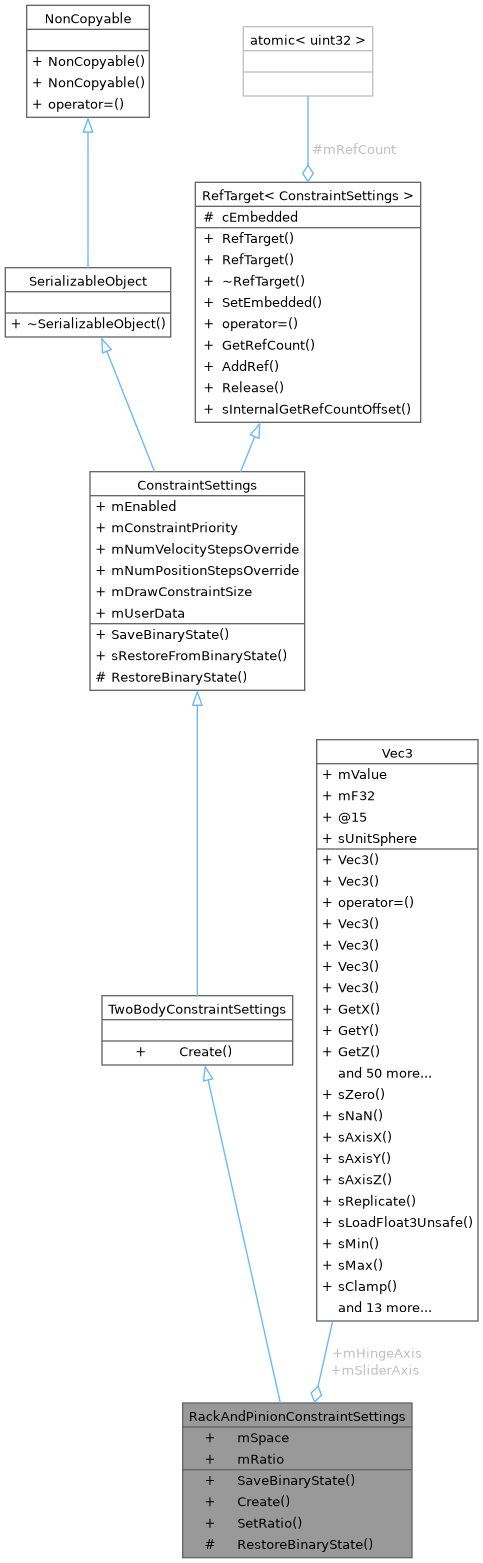 NonCopyable
+ NonCopyable()
+ NonCopyable()
+ operator=()
atomic< uint32 >
#mRefCount
RefTarget< ConstraintSettings >
# cEmbedded
+ RefTarget()
+ RefTarget()
+ ~RefTarget()
+ SetEmbedded()
+ operator=()
+ GetRefCount()
+ AddRef()
+ Release()
+ sInternalGetRefCountOffset()
SerializableObject
+ ~SerializableObject()
ConstraintSettings
+ mEnabled
+ mConstraintPriority
+ mNumVelocityStepsOverride
+ mNumPositionStepsOverride
+ mDrawConstraintSize
+ mUserData
+ SaveBinaryState()
+ sRestoreFromBinaryState()
# RestoreBinaryState()
Vec3
+ mValue
+ mF32
+ @15
+ sUnitSphere
+ Vec3()
+ Vec3()
+ operator=()
+ Vec3()
+ Vec3()
+ Vec3()
+ Vec3()
+ GetX()
+ GetY()
+ GetZ()
and 50 more...
+ sZero()
+ sNaN()
+ sAxisX()
+ sAxisY()
+ sAxisZ()
+ sReplicate()
+ sLoadFloat3Unsafe()
+ sMin()
+ sMax()
+ sClamp()
and 13 more...
TwoBodyConstraintSettings
+ Create()
+mHingeAxis
+mSliderAxis
RackAndPinionConstraintSettings
+ mSpace
+ mRatio
+ SaveBinaryState()
+ Create()
+ SetRatio()
# RestoreBinaryState()